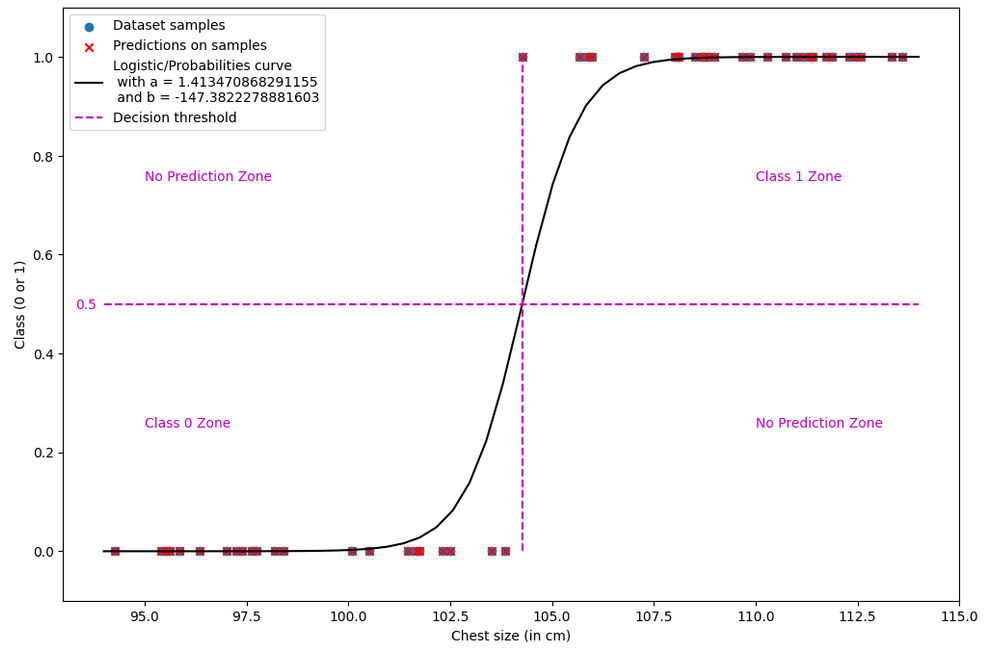 Dataset samples
Predictions on samples
Logistic/Probabilities curve
with a = 1.413470868291155
and b = -147.3822278881603
Decision threshold
1.0
0.8
0.6
0.5
0.4
0.2
0.0
Class (0 or 1)
No Prediction Zone
Class 1 Zone
Class 0 Zone
No Prediction Zone
95.0 97.5 100.0 102.5 105.0 107.5 110.0 112.5 115.0
Chest size (in cm)